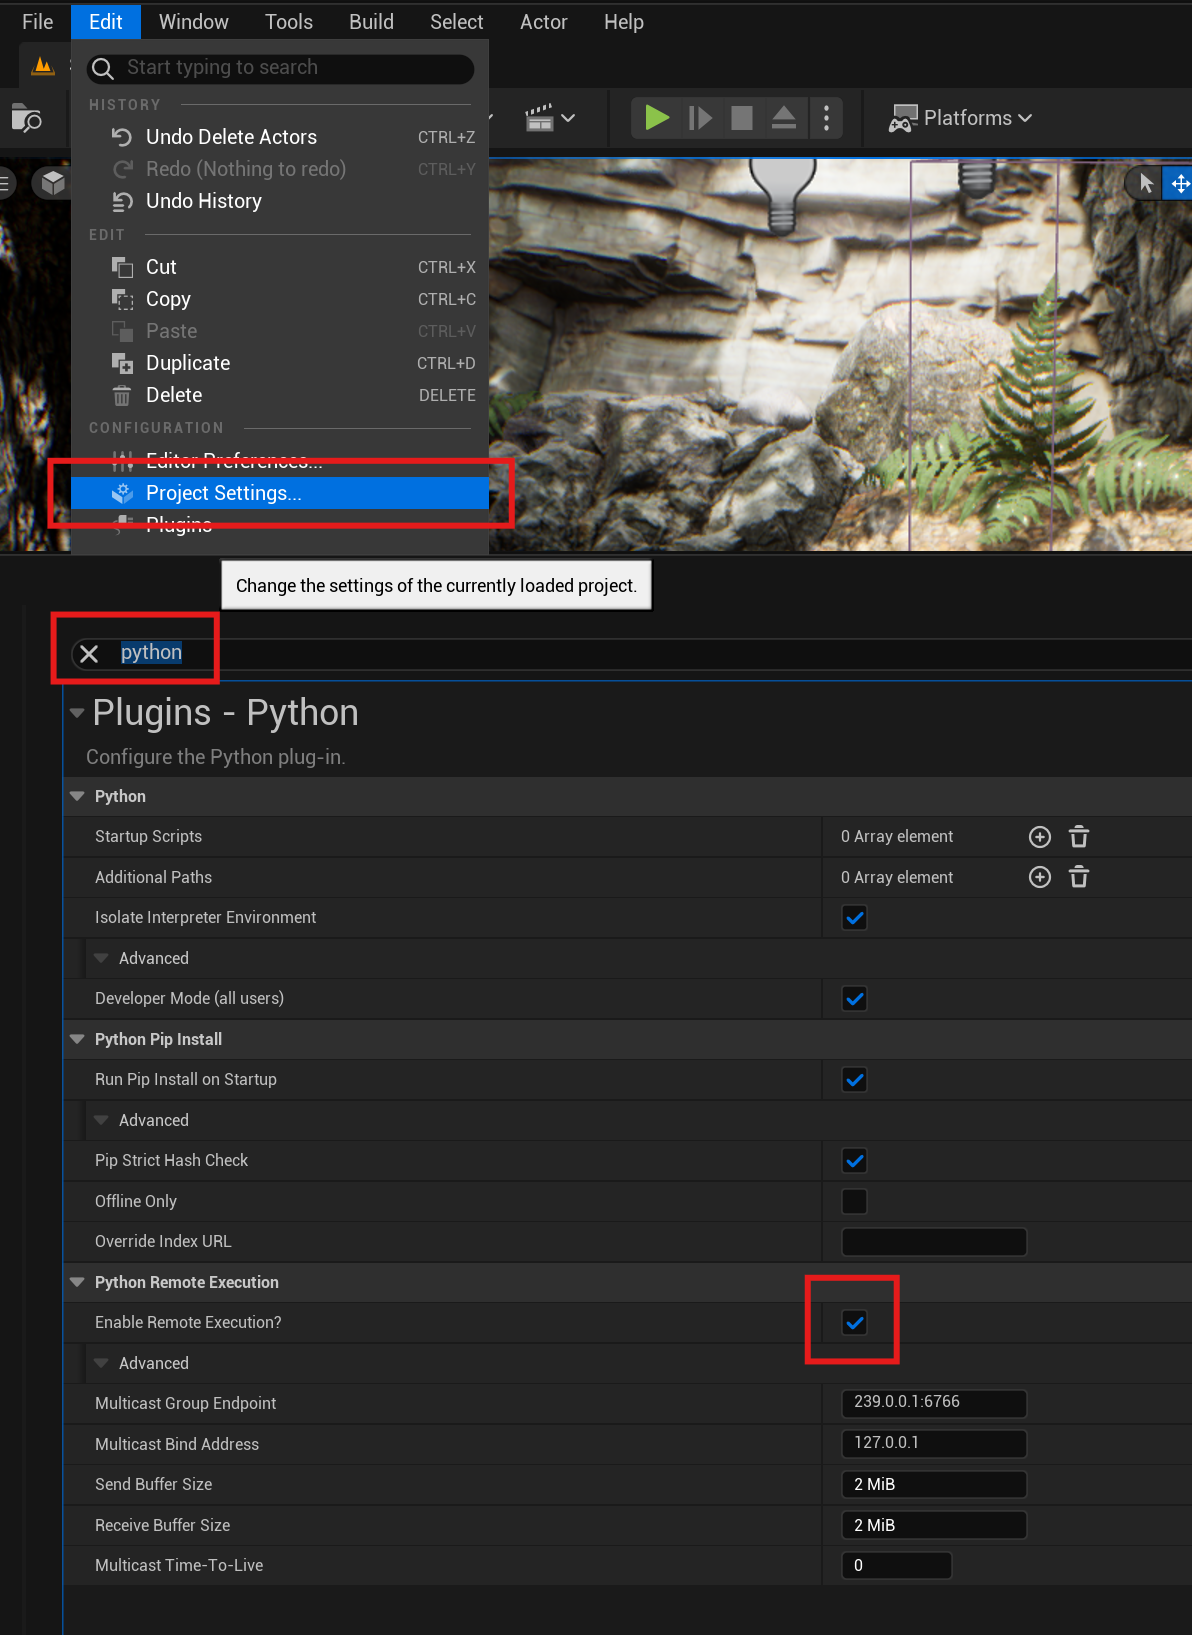 File Edit Window Tools Build Select Actor Help
Start typing to search
HISTORY
Undo Delete Actors CTRL+Z
Redo (Nothing to redo) CTRL+Y
Undo History
EDIT
Cut CTRL+X
Copy CTRL+C
Paste CTRL+V
Duplicate CTRL+D
Delete DELETE
CONFIGURATION
Editor Preferences...
Project Settings...
Plugins
Platforms
Change the settings of the currently loaded project.
python
Plugins - Python
Configure the Python plug-in.
Python
Startup Scripts 0 Array element
Additional Paths 0 Array element
Isolate Interpreter Environment
Advanced
Developer Mode (all users)
Python Pip Install
Run Pip Install on Startup
Advanced
Pip Strict Hash Check
Offline Only
Override Index URL
Python Remote Execution
Enable Remote Execution?
Advanced
Multicast Group Endpoint 239.0.0.1:6766
Multicast Bind Address 127.0.0.1
Send Buffer Size 2 MiB
Receive Buffer Size 2 MiB
Multicast Time-To-Live 0